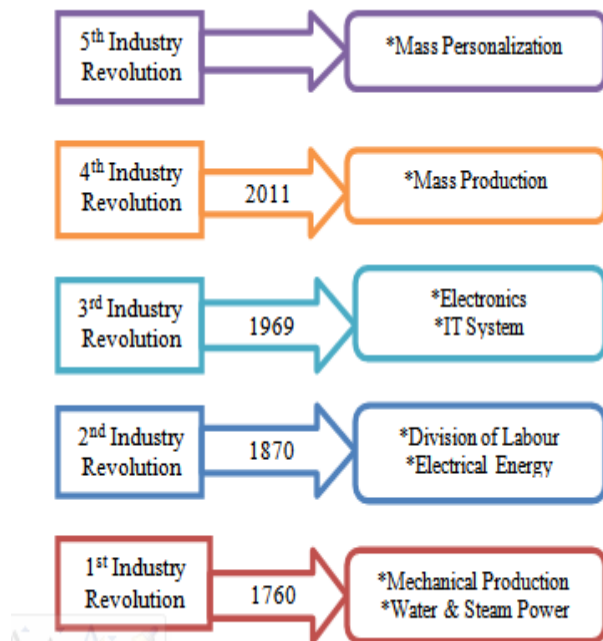 5th Industry
Revolution
*Mass Personalization
4th Industry
Revolution
2011
*Mass Production
3rd Industry
Revolution
1969
*Electronics
*IT System
2nd Industry
Revolution
1870
*Division of Labour
*Electrical Energy
1st Industry
Revolution
1760
*Mechanical Production
*Water & Steam Power